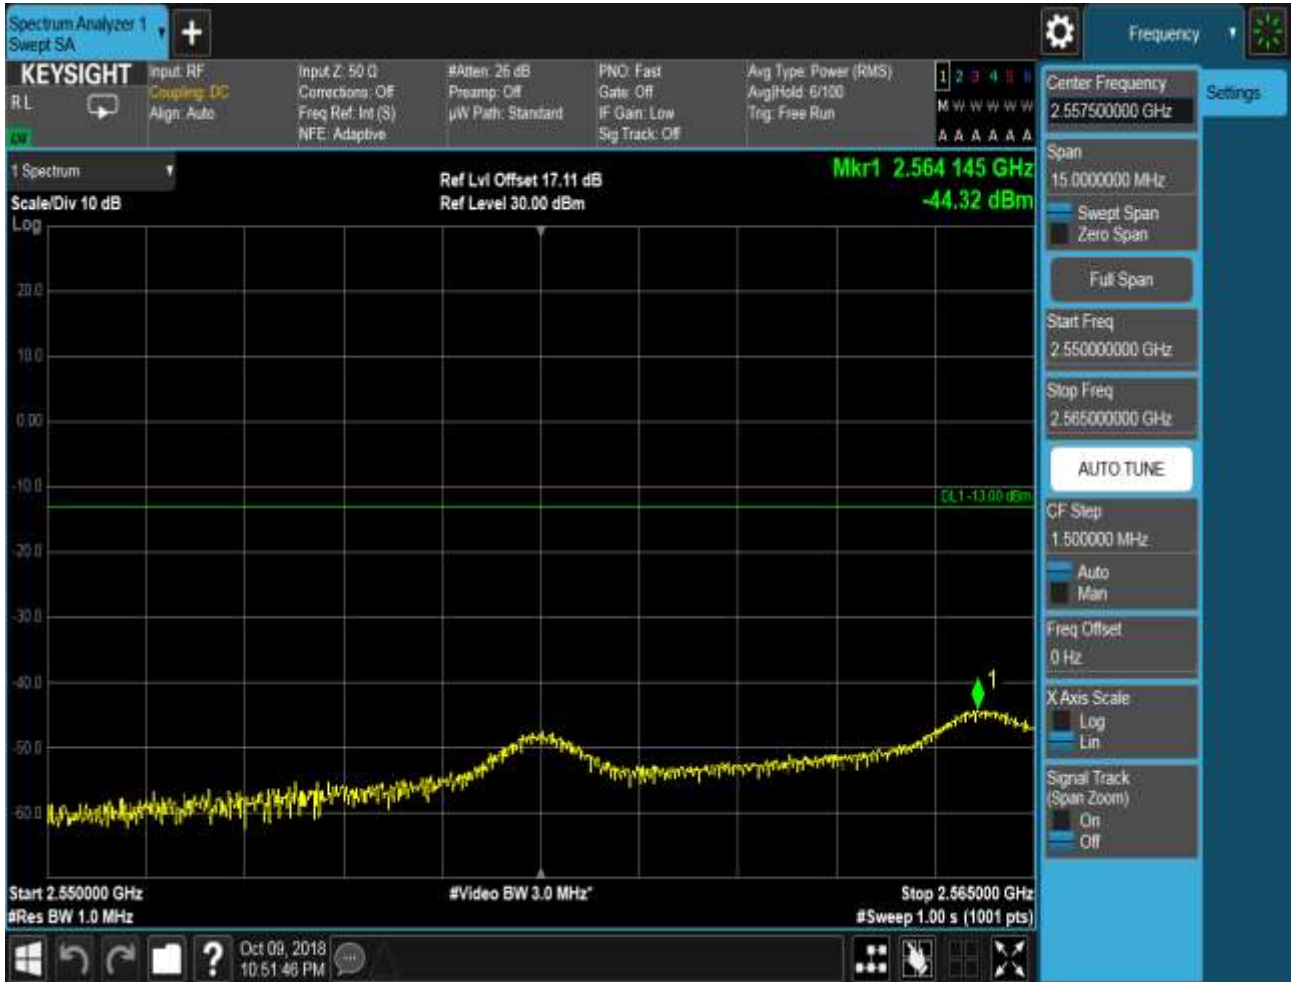 Spectrum Analyzer 1
Swept SA
Frequency
KEYSIGHT
R L
Input: RF
Coupling: DC
Align: Auto
Input Z: 50 Ω
Corrections: Off
Freq Ref: Int (S)
NFE: Adaptive
#Atten: 26 dB
Preamp: Off
µW Path: Standard
PNO: Fast
Gate: Off
IF Gain: Low
Sig Track: Off
Avg Type: Power (RMS)
Avg|Hold: 6/100
Trig: Free Run
1 2 3 4 5 6
M W W W W W
A A A A A A
1 Spectrum
Scale/Div 10 dB
Ref Lvl Offset 17.11 dB
Ref Level 30.00 dBm
Mkr1 2.564 145 GHz
-44.32 dBm
Log
20.0
10.0
0.00
-10.0
-20.0
-30.0
-40.0
-50.0
-60.0
DL1 -13.00 dBm
1
Start 2.550000 GHz
#Res BW 1.0 MHz
#Video BW 3.0 MHz*
Stop 2.565000 GHz
#Sweep 1.00 s (1001 pts)
Oct 09, 2018
10:51:46 PM
Center Frequency
2.557500000 GHz
Settings
Span
15.0000000 MHz
Swept Span
Zero Span
Full Span
Start Freq
2.550000000 GHz
Stop Freq
2.565000000 GHz
AUTO TUNE
CF Step
1.500000 MHz
Auto
Man
Freq Offset
0 Hz
X Axis Scale
Log
Lin
Signal Track
(Span Zoom)
On
Off